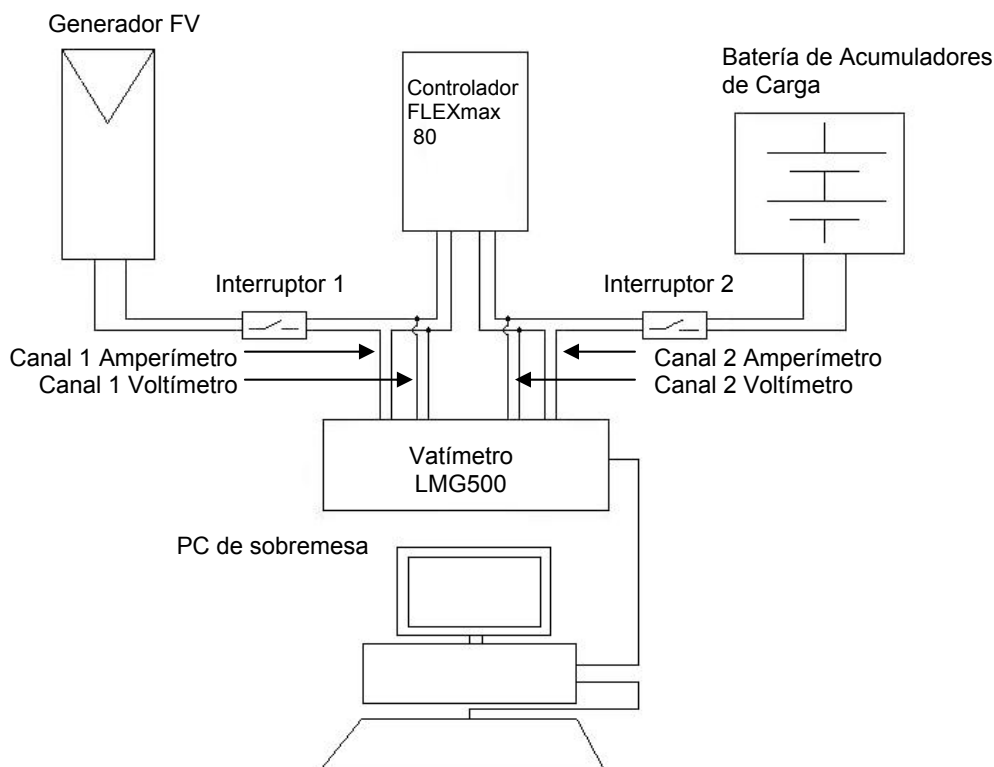 Generador FV
Controlador
FLEXmax
80
Batería de Acumuladores
de Carga
Interruptor 1
Interruptor 2
Canal 1 Amperímetro
Canal 1 Voltímetro
Canal 2 Amperímetro
Canal 2 Voltímetro
Vatímetro
LMG500
PC de sobremesa